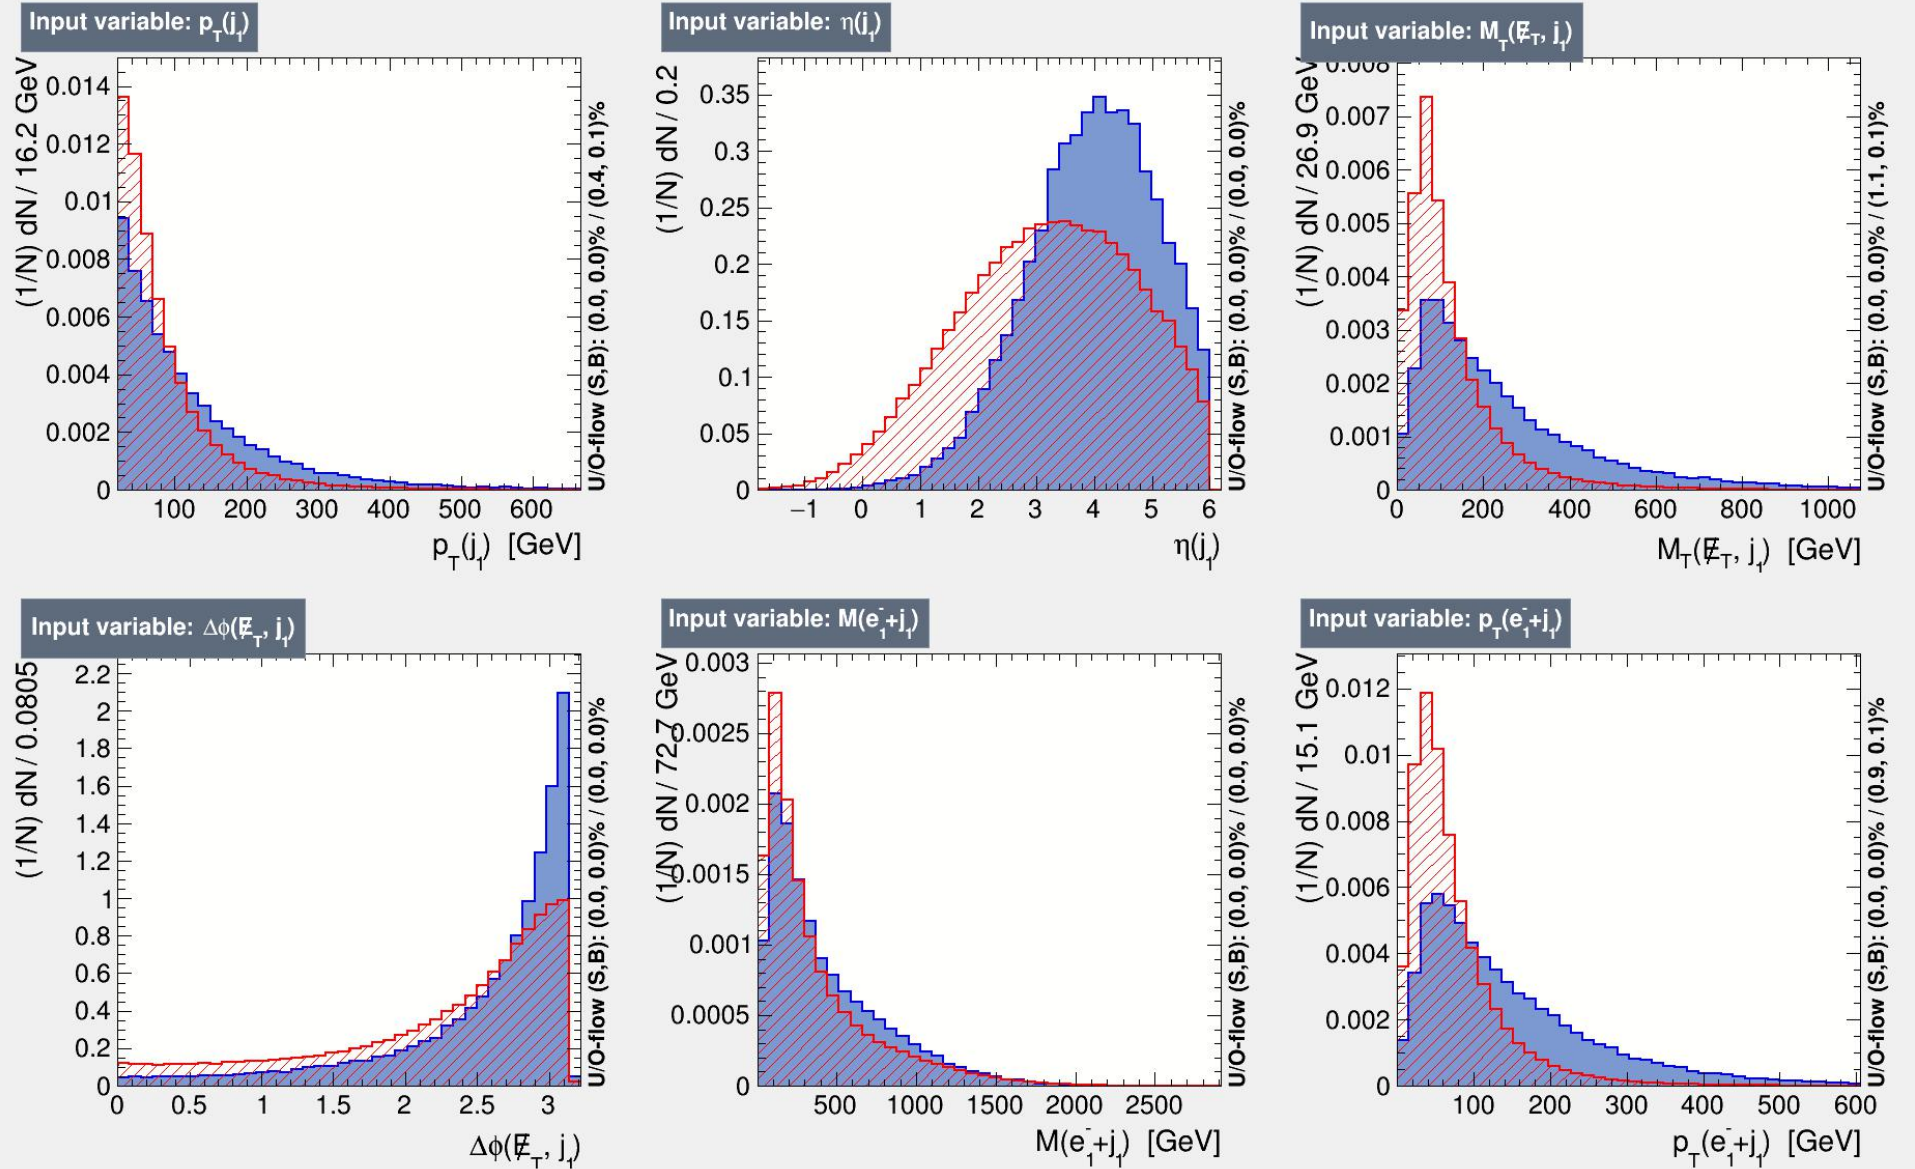 Input variable: p_T(j_1)
(1/N) dN / 16.2 GeV
0.014
0.012
0.01
0.008
0.006
0.004
0.002
0
100 200 300 400 500 600
p_T(j_1) [GeV]
U/O-flow (S,B): (0.0, 0.0)% / (0.4, 0.1)%
Input variable: η(j_1)
(1/N) dN / 0.2
0.35
0.3
0.25
0.2
0.15
0.1
0.05
0
−1 0 1 2 3 4 5 6
η(j_1)
U/O-flow (S,B): (0.0, 0.0)% / (0.0, 0.0)%
Input variable: M_T(E̸_T, j_1)
(1/N) dN / 26.9 GeV
0.008
0.007
0.006
0.005
0.004
0.003
0.002
0.001
0
0 200 400 600 800 1000
M_T(E̸_T, j_1) [GeV]
U/O-flow (S,B): (0.0, 0.0)% / (1.1, 0.1)%
Input variable: Δϕ(E̸_T, j_1)
(1/N) dN / 0.0805
2.2
2
1.8
1.6
1.4
1.2
1
0.8
0.6
0.4
0.2
0
0 0.5 1 1.5 2 2.5 3
Δϕ(E̸_T, j_1)
U/O-flow (S,B): (0.0, 0.0)% / (0.0, 0.0)%
Input variable: M(e^-_1+j_1)
(1/N) dN / 72.7 GeV
0.003
0.0025
0.002
0.0015
0.001
0.0005
0
500 1000 1500 2000 2500
M(e^-_1+j_1) [GeV]
U/O-flow (S,B): (0.0, 0.0)% / (0.0, 0.0)%
Input variable: p_T(e^-_1+j_1)
(1/N) dN / 15.1 GeV
0.012
0.01
0.008
0.006
0.004
0.002
0
100 200 300 400 500 600
p_T(e^-_1+j_1) [GeV]
U/O-flow (S,B): (0.0, 0.0)% / (0.9, 0.1)%